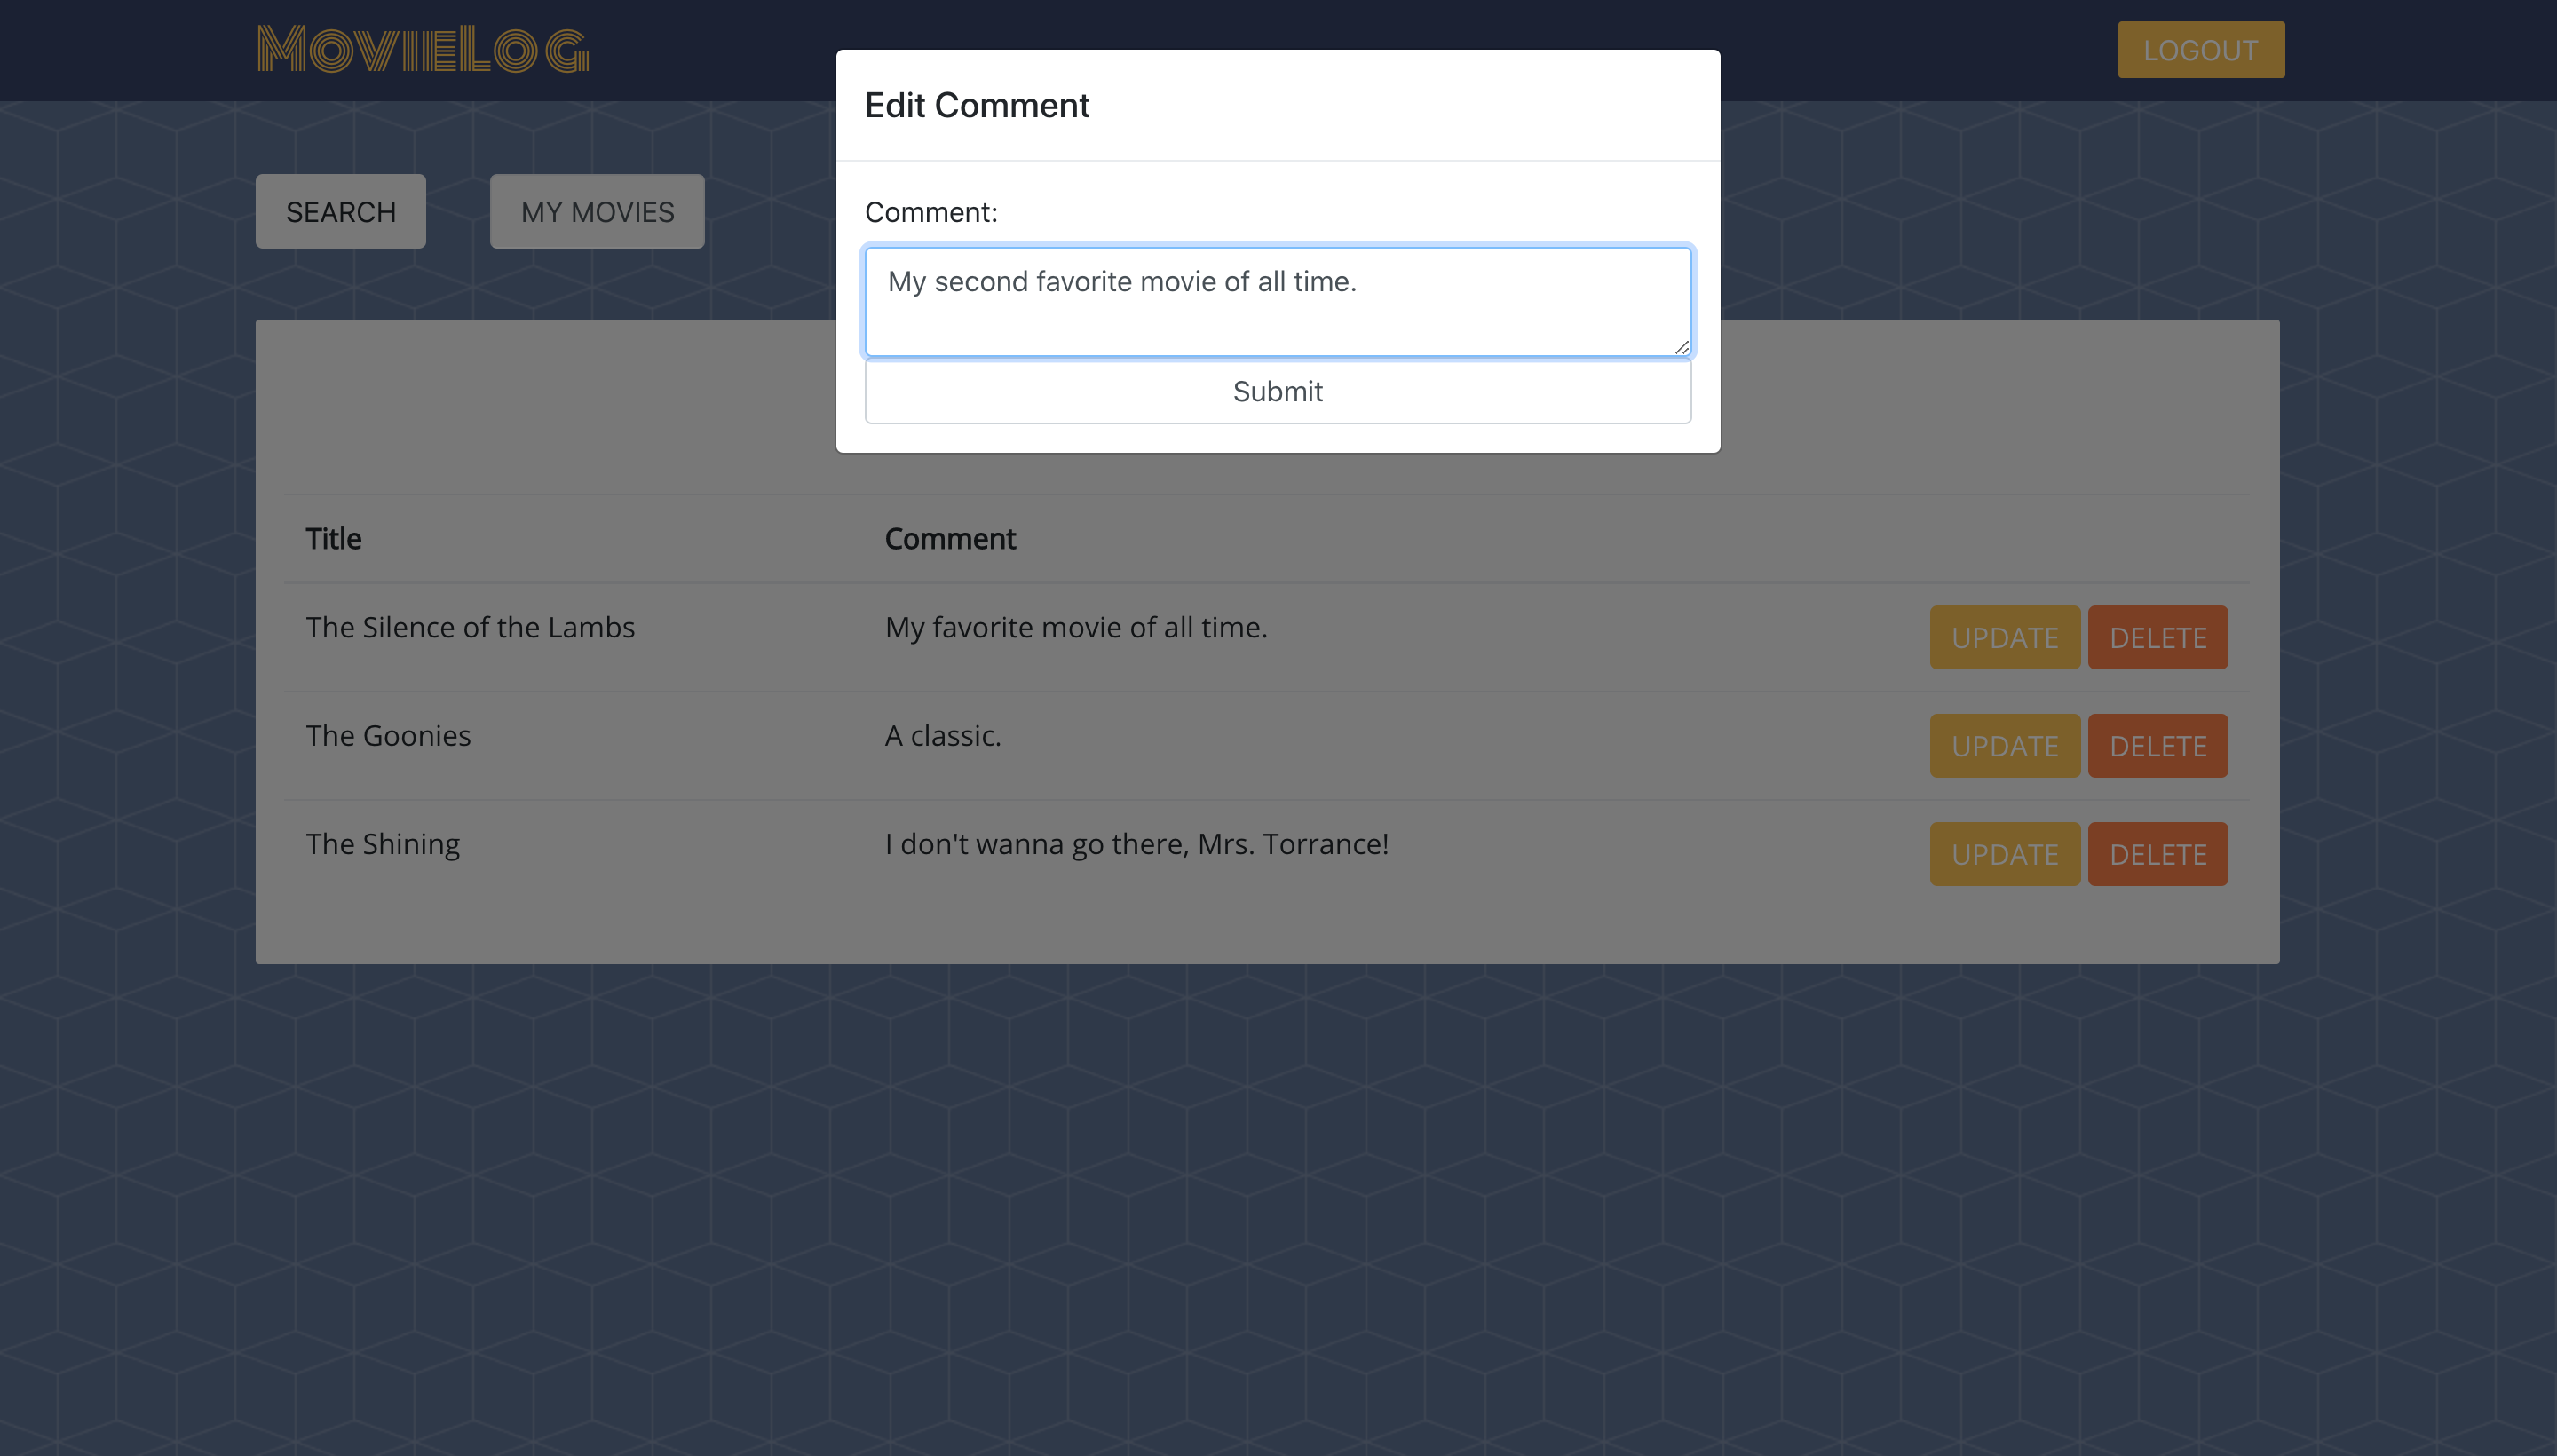 MovieLog
LOGOUT
Edit Comment
SEARCH
MY MOVIES
Comment:
My second favorite movie of all time.
Submit
Title Comment
The Silence of the Lambs My favorite movie of all time. UPDATE DELETE
The Goonies A classic. UPDATE DELETE
The Shining I don't wanna go there, Mrs. Torrance! UPDATE DELETE